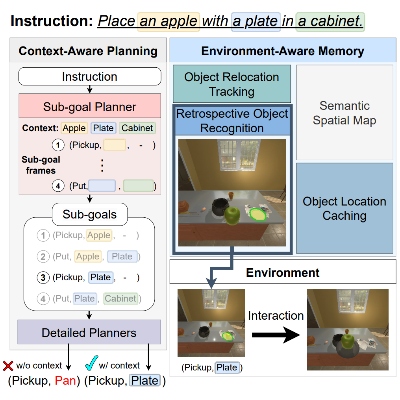 Instruction: Place an apple with a plate in a cabinet.
Context-Aware Planning
Instruction
Sub-goal Planner
Context: Apple Plate Cabinet
1 (Pickup, , - )
Sub-goal
frames
⋮
4 (Put, , )
Sub-goals
1 (Pickup, Apple, - )
2 (Put, Apple, Plate)
3 (Pickup, Plate, - )
4 (Put, Plate, Cabinet)
Detailed Planners
w/o context
w/ context
(Pickup, Pan)
(Pickup, Plate)
Environment-Aware Memory
Object Relocation
Tracking
Retrospective Object
Recognition
Semantic
Spatial Map
Object Location
Caching
Environment
Interaction
(Pickup, Plate)